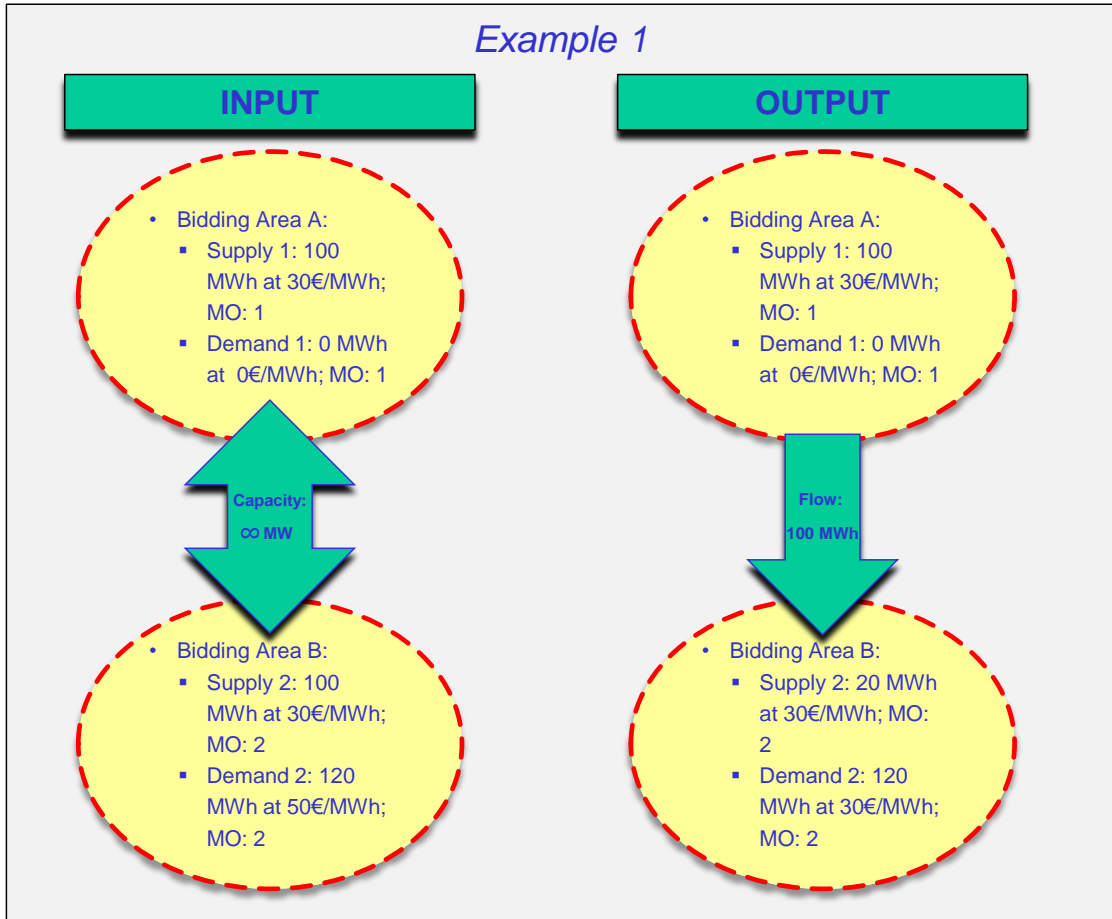 Example 1
INPUT
• Bidding Area A:
▪ Supply 1: 100
MWh at 30€/MWh;
MO: 1
▪ Demand 1: 0 MWh
at 0€/MWh; MO: 1
Capacity:
∞ MW
• Bidding Area B:
▪ Supply 2: 100
MWh at 30€/MWh;
MO: 2
▪ Demand 2: 120
MWh at 50€/MWh;
MO: 2
OUTPUT
• Bidding Area A:
▪ Supply 1: 100
MWh at 30€/MWh;
MO: 1
▪ Demand 1: 0 MWh
at 0€/MWh; MO: 1
Flow:
100 MWh
• Bidding Area B:
▪ Supply 2: 20 MWh
at 30€/MWh; MO:
2
▪ Demand 2: 120
MWh at 30€/MWh;
MO: 2